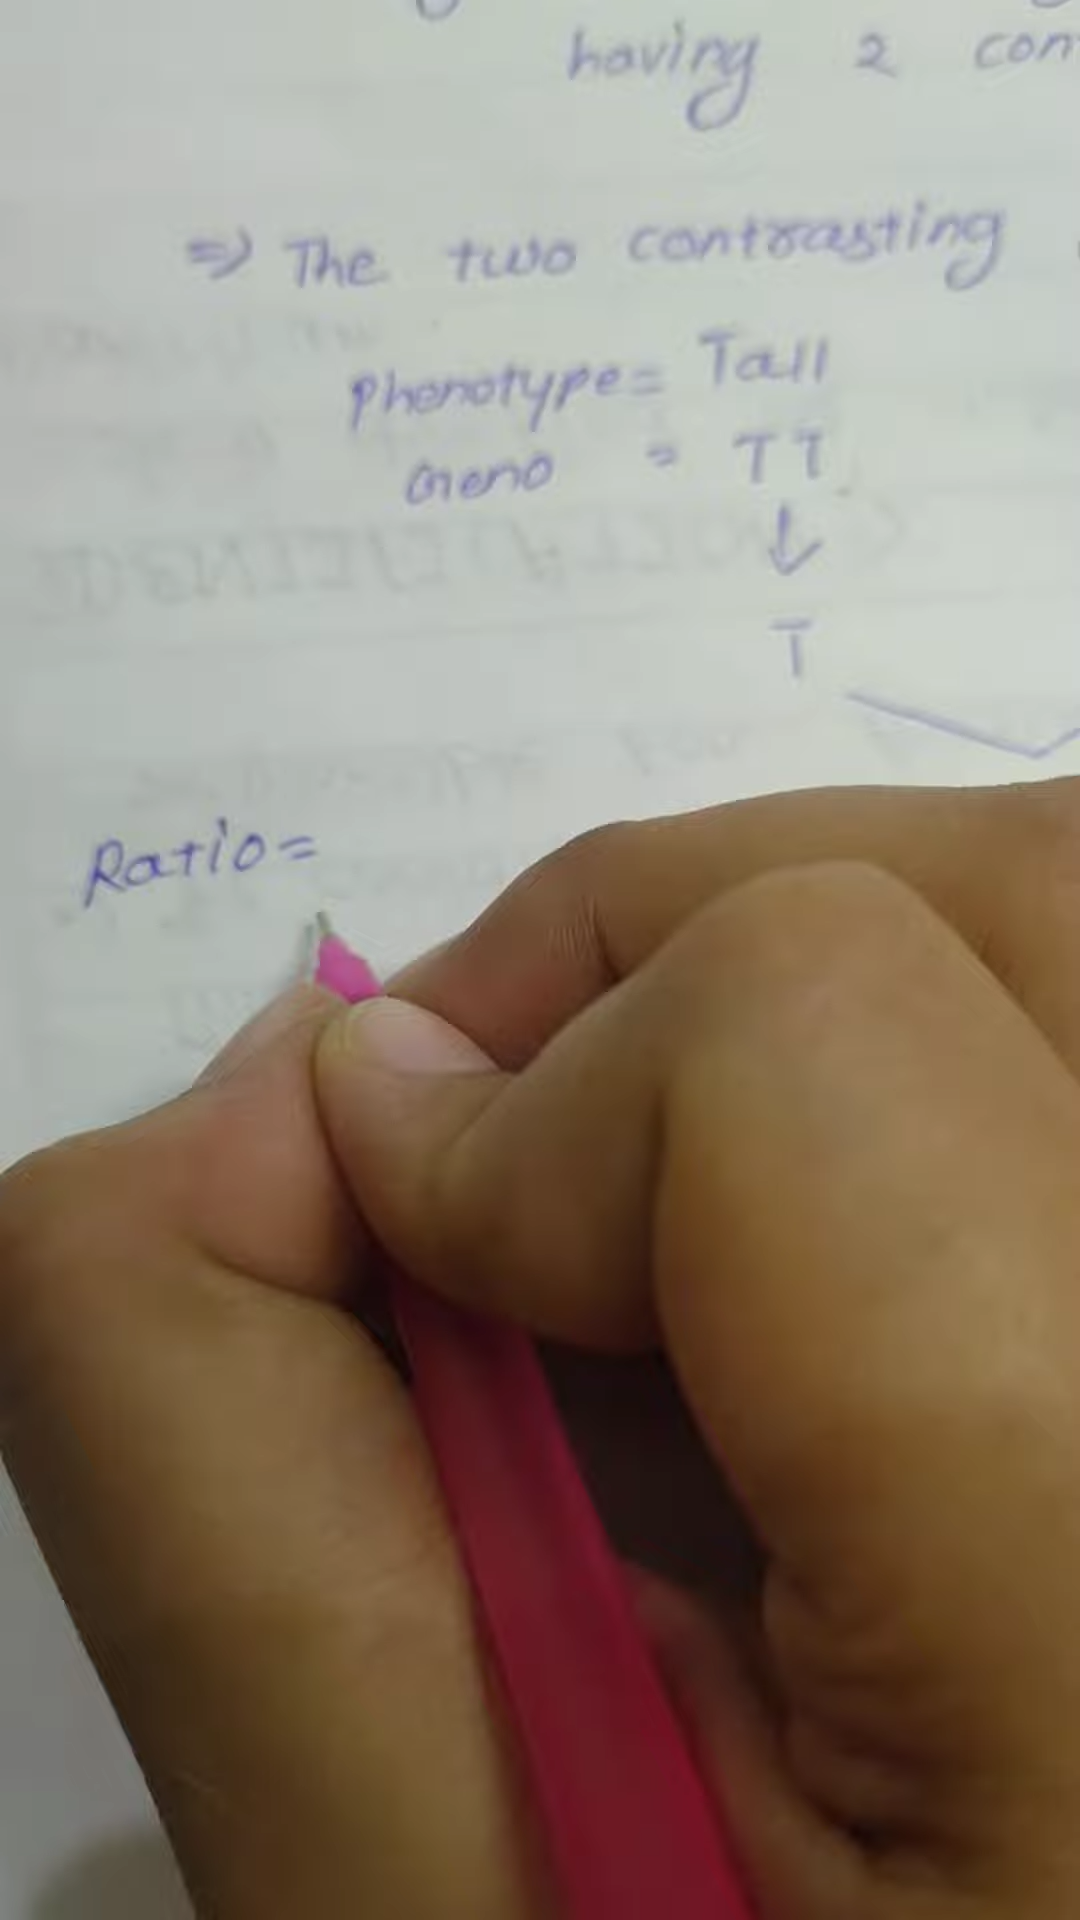 having 2 con
⇒ The two contrasting
Phenotype = Tall
Geno = TT
↓
T
Ratio =